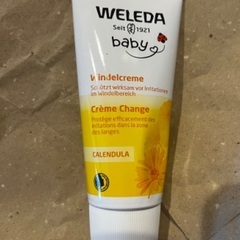 WELEDA
Seit 1921
baby
Windelcreme
Schützt wirksam vor Irritationen
im Windelbereich
Crème Change
Protège efficacement des
irritations dans la zone
des langes
CALENDULA